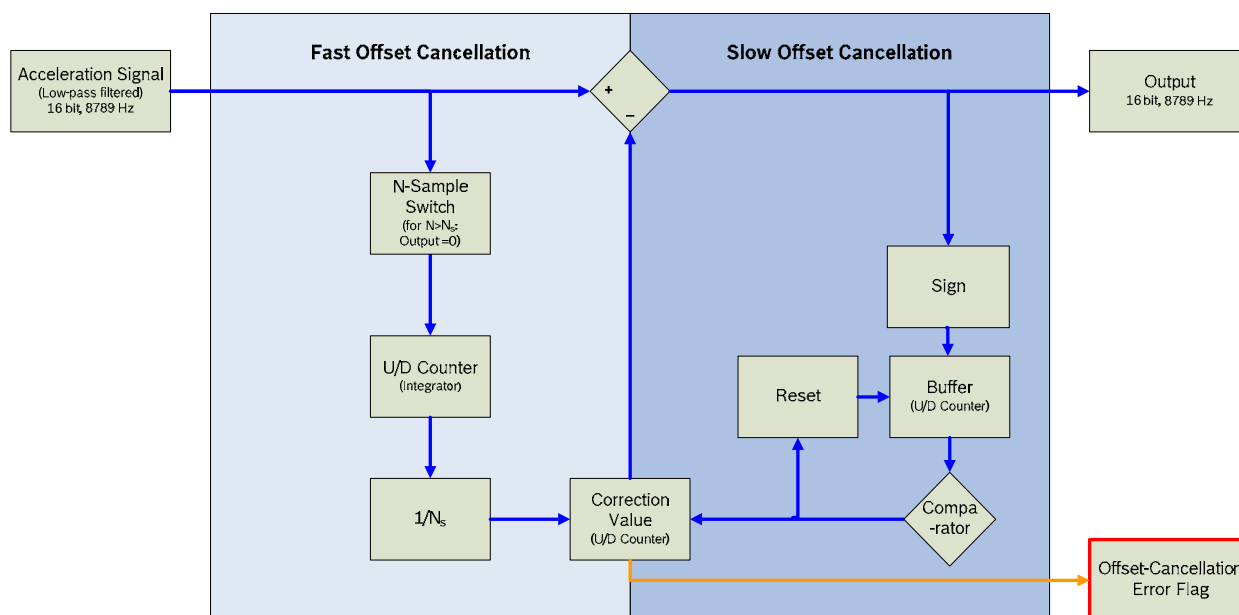 Fast Offset Cancellation
Slow Offset Cancellation
Acceleration Signal
(Low-pass filtered)
16 bit, 8789 Hz
+
–
Output
16 bit, 8789 Hz
N-Sample
Switch
(for N>Ns:
Output =0)
Sign
U/D Counter
(Integrator)
Reset
Buffer
(U/D Counter)
1/Ns
Correction
Value
(U/D Counter)
Compa
-rator
Offset-Cancellation
Error Flag